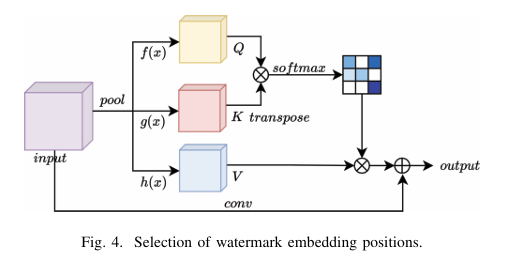 f(x)
Q
softmax
pool
g(x)
K transpose
input
h(x)
V
output
conv
Fig. 4. Selection of watermark embedding positions.